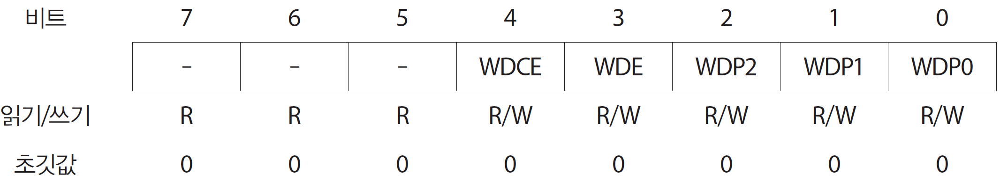 비트 7 6 5 4 3 2 1 0
– – – WDCE WDE WDP2 WDP1 WDP0
읽기/쓰기 R R R R/W R/W R/W R/W R/W
초깃값 0 0 0 0 0 0 0 0